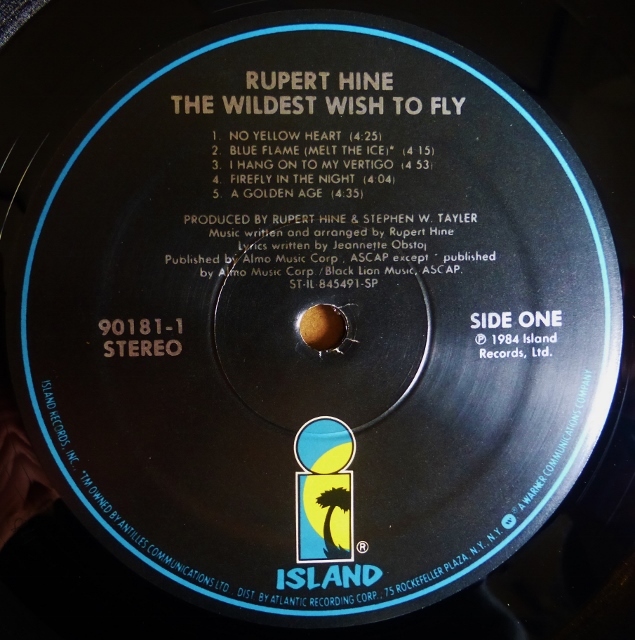 RUPERT HINE
THE WILDEST WISH TO FLY
1. NO YELLOW HEART (4:25)
2. BLUE FLAME (MELT THE ICE)* (4 15)
3. I HANG ON TO MY VERTIGO (4 53)
4. FIREFLY IN THE NIGHT (4:04)
5. A GOLDEN AGE (4:35)
PRODUCED BY RUPERT HINE & STEPHEN W. TAYLER
Music written and arranged by Rupert Hine
Lyrics written by Jeannette Obstoj
Published by Almo Music Corp., ASCAP except * published
by Almo Music Corp./Black Lion Music, ASCAP.
ST-IL-845491-SP
90181-1
STEREO
SIDE ONE
℗ 1984 Island
Records, Ltd.
i
®
ISLAND
ISLAND RECORDS, INC., *TM OWNED BY ANTILLES COMMUNICATIONS LTD. DIST. BY ATLANTIC RECORDING CORP., 75 ROCKEFELLER PLAZA, N.Y., N.Y. W ® A WARNER COMMUNICATIONS COMPANY